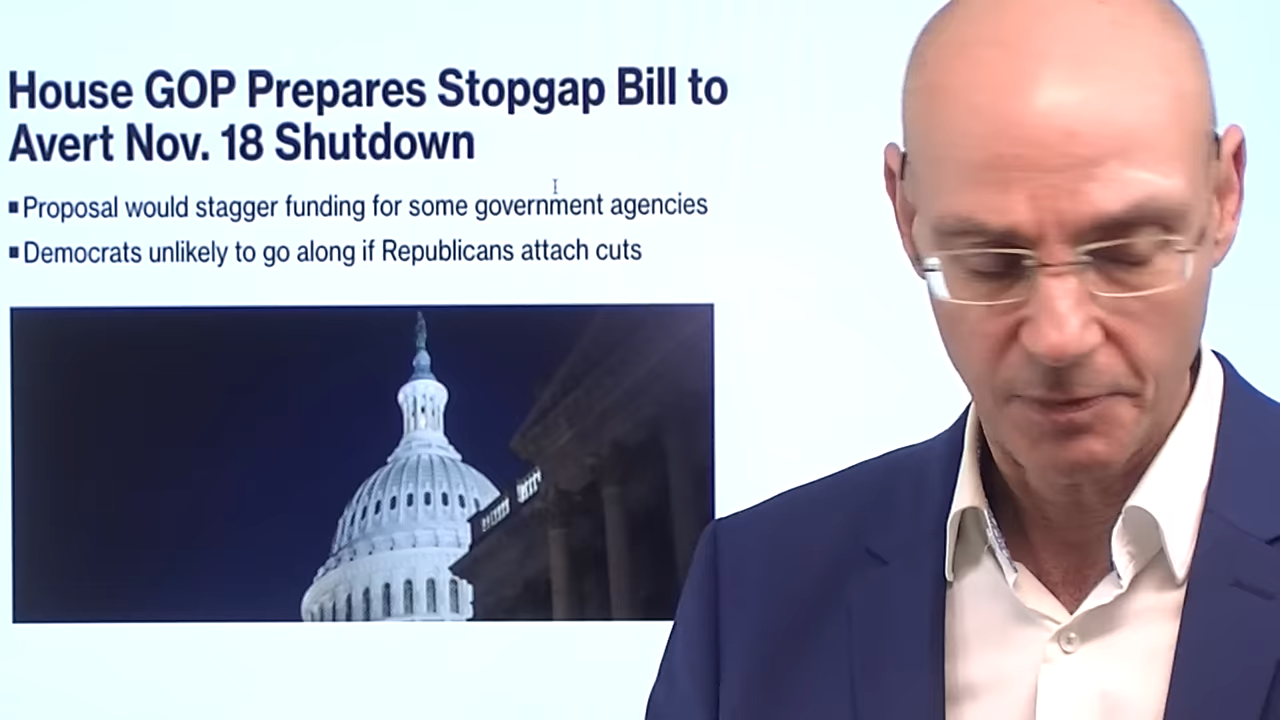 House GOP Prepares Stopgap Bill to
Avert Nov. 18 Shutdown
▪Proposal would stagger funding for some government agencies
▪Democrats unlikely to go along if Republicans attach cuts